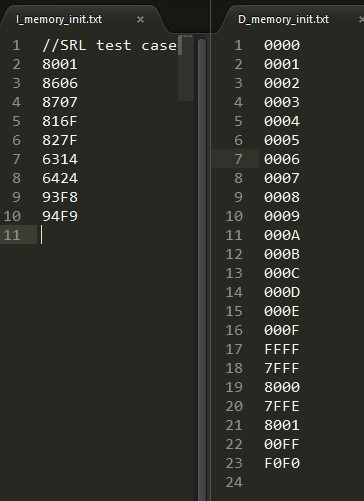 I_memory_init.txt ×
1 //SRL test case
2 8001
3 8606
4 8707
5 816F
6 827F
7 6314
8 6424
9 93F8
10 94F9
11
D_memory_init.txt ×
1 0000
2 0001
3 0002
4 0003
5 0004
6 0005
7 0006
8 0007
9 0008
10 0009
11 000A
12 000B
13 000C
14 000D
15 000E
16 000F
17 FFFF
18 7FFF
19 8000
20 7FFE
21 8001
22 00FF
23 F0F0
24